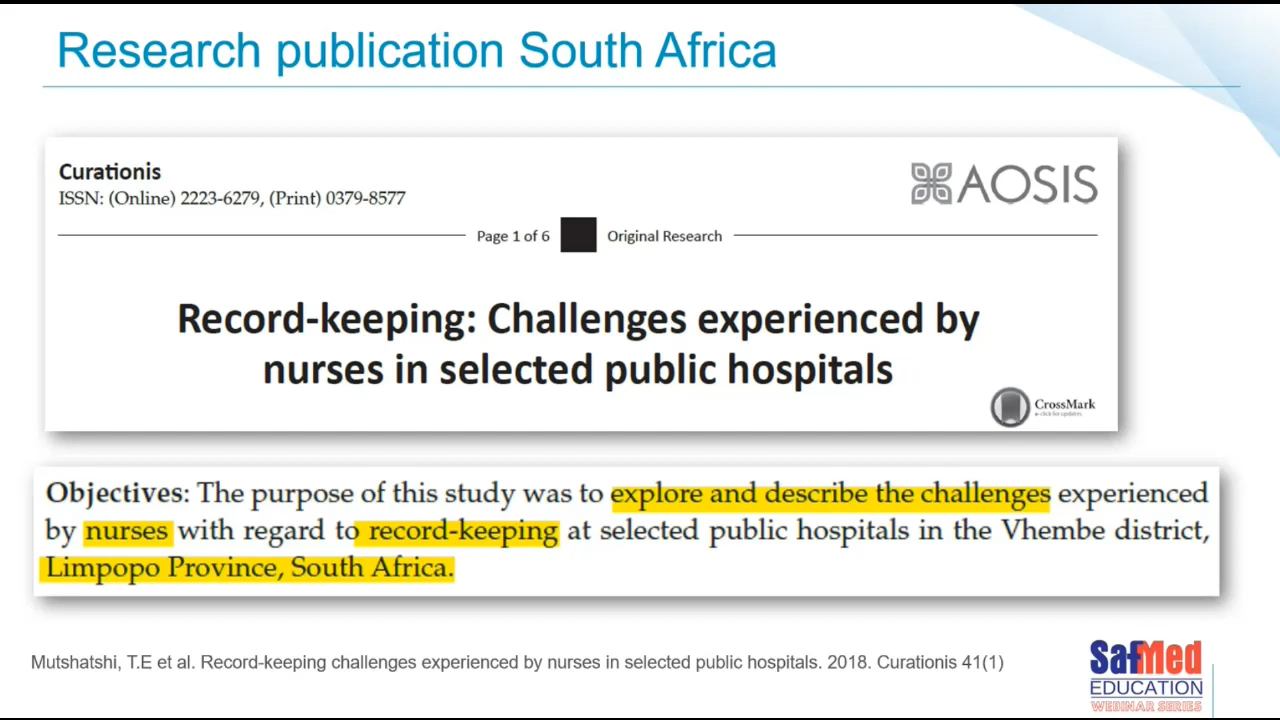 Research publication South Africa
Curationis
ISSN: (Online) 2223-6279, (Print) 0379-8577
AOSIS
Page 1 of 6 Original Research
Record-keeping: Challenges experienced by
nurses in selected public hospitals
CrossMark
Objectives: The purpose of this study was to explore and describe the challenges experienced
by nurses with regard to record-keeping at selected public hospitals in the Vhembe district,
Limpopo Province, South Africa.
Mutshatshi, T.E et al. Record-keeping challenges experienced by nurses in selected public hospitals. 2018. Curationis 41(1)
SafMed
EDUCATION
WEBINAR SERIES